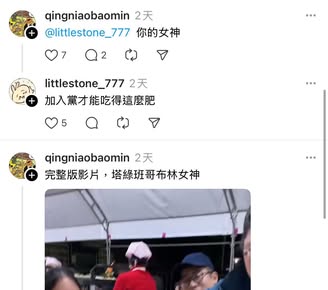 qingniaobaomin 2天
@littlestone_777 你的女神
7 2
littlestone_777 2天
加入黨才能吃得這麼肥
5
qingniaobaomin 2天
完整版影片，塔綠班哥布林女神